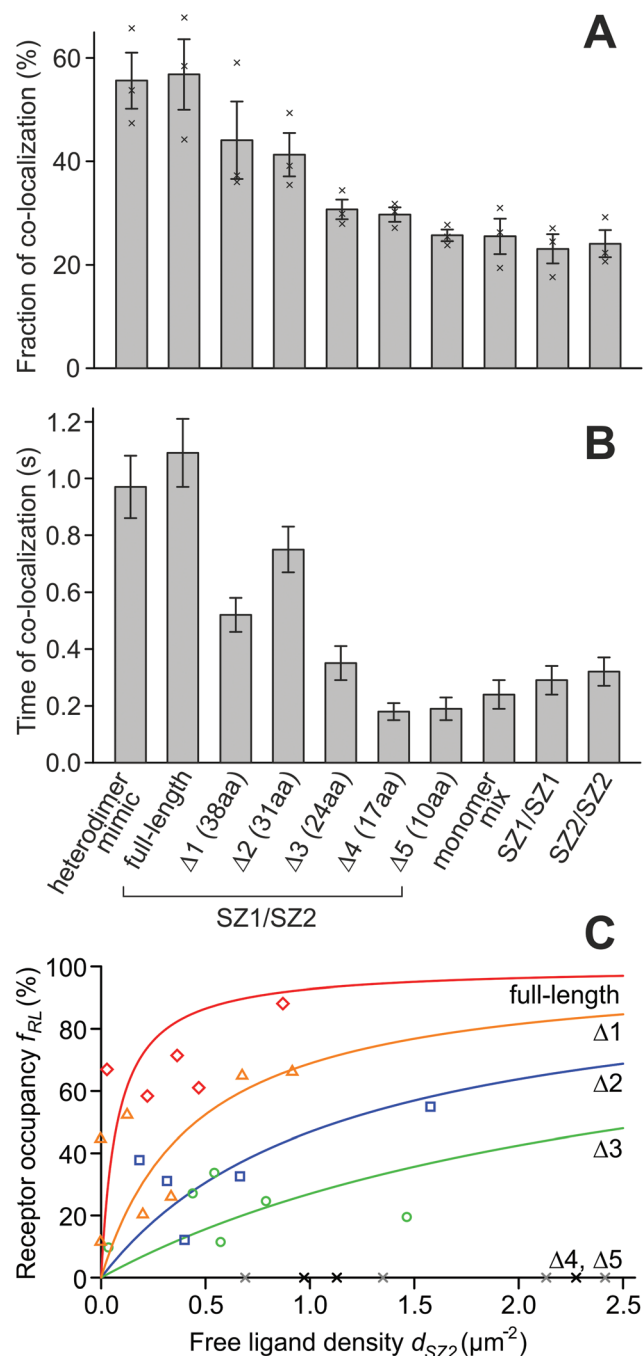 A
Fraction of co-localization (%)
60
40
20
0
B
Time of co-localization (s)
1.2
1.0
0.8
0.6
0.4
0.2
0.0
heterodimer
mimic
full-length
Δ1 (38aa)
Δ2 (31aa)
Δ3 (24aa)
Δ4 (17aa)
Δ5 (10aa)
monomer
mix
SZ1/SZ1
SZ2/SZ2
SZ1/SZ2
C
Receptor occupancy fRL (%)
100
80
60
40
20
0
full-length
Δ1
Δ2
Δ3
Δ4, Δ5
0.0 0.5 1.0 1.5 2.0 2.5
Free ligand density dSZ2 (µm-2)